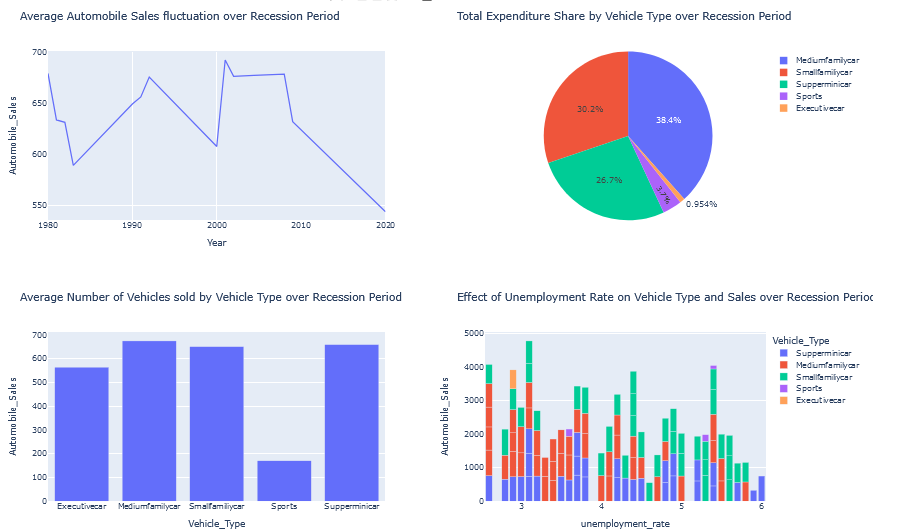 Average Automobile Sales fluctuation over Recession Period
700
650
600
550
1980
1990
2000
2010
2020
Automobile_Sales
Year
Total Expenditure Share by Vehicle Type over Recession Period
38.4%
30.2%
26.7%
3.7%
0.954%
Mediumfamilycar
Smallfamiliycar
Supperminicar
Sports
Executivecar
Average Number of Vehicles sold by Vehicle Type over Recession Period
700
600
500
400
300
200
100
0
Automobile_Sales
Executivecar
Mediumfamilycar
Smallfamiliycar
Sports
Supperminicar
Vehicle_Type
Effect of Unemployment Rate on Vehicle Type and Sales over Recession Period
5000
4000
3000
2000
1000
0
Automobile_Sales
3
4
5
6
unemployment_rate
Vehicle_Type
Supperminicar
Mediumfamilycar
Smallfamiliycar
Sports
Executivecar